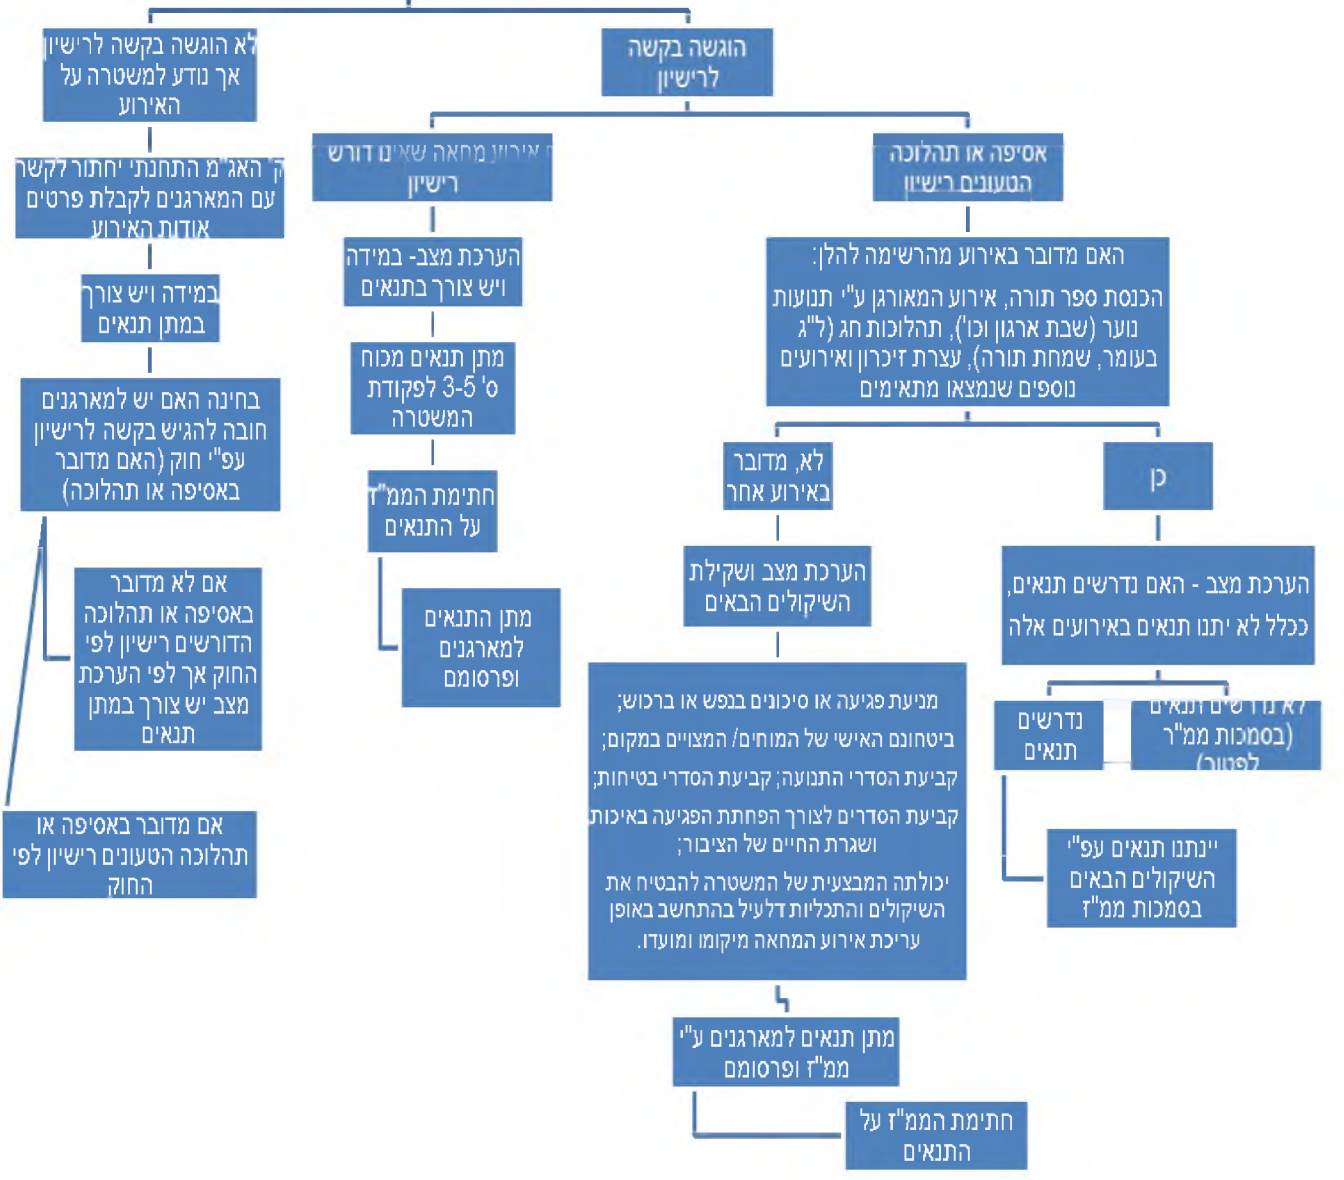 הוגשה בקשה
לרישיון
אסיפה או תהלוכה
הטעונים רישיון
האם מדובר באירוע מהרשימה להלן:
הכנסת ספר תורה, אירוע המאורגן ע"י תנועות
נוער (שבת ארגון וכו'), תהלוכות חג (ל"ג
בעומר, שמחת תורה), עצרת זיכרון ואירועים
נוספים שנמצאו מתאימים
כן
הערכת מצב - האם נדרשים תנאים,
ככלל לא יתנו תנאים באירועים אלה
לא נדרשים תנאים
(בסמכות ממ"ר
לפטור)
נדרשים
תנאים
יינתנו תנאים עפ"י
השיקולים הבאים
בסמכות ממ"ז
לא, מדובר
באירוע אחר
הערכת מצב ושקילת
השיקולים הבאים
מניעת פגיעה או סיכונים בנפש או ברכוש;
ביטחונם האישי של המוחים/ המצויים במקום;
קביעת הסדרי התנועה; קביעת הסדרי בטיחות;
קביעת הסדרים לצורך הפחתת הפגיעה באיכות
ושגרת החיים של הציבור;
יכולתה המבצעית של המשטרה להבטיח את
השיקולים והתכליות דלעיל בהתחשב באופן
עריכת אירוע המחאה מיקומו ומועדו.
מתן תנאים למארגנים ע"י
ממ"ז ופרסומם
חתימת הממ"ז על
התנאים
אירוע מחאה שאינו דורש
רישיון
הערכת מצב- במידה
ויש צורך בתנאים
מתן תנאים מכוח
ס' 3-5 לפקודת
המשטרה
חתימת הממ"ז
על התנאים
מתן התנאים
למארגנים
ופרסומם
לא הוגשה בקשה לרישיון
אך נודע למשטרה על
האירוע
ק' האג"מ התחנתי יחתור לקשר
עם המארגנים לקבלת פרטים
אודות האירוע
במידה ויש צורך
במתן תנאים
בחינה האם יש למארגנים
חובה להגיש בקשה לרישיון
עפ"י חוק (האם מדובר
באסיפה או תהלוכה)
אם לא מדובר
באסיפה או תהלוכה
הדורשים רישיון לפי
החוק אך לפי הערכת
מצב יש צורך במתן
תנאים
אם מדובר באסיפה או
תהלוכה הטעונים רישיון לפי
החוק